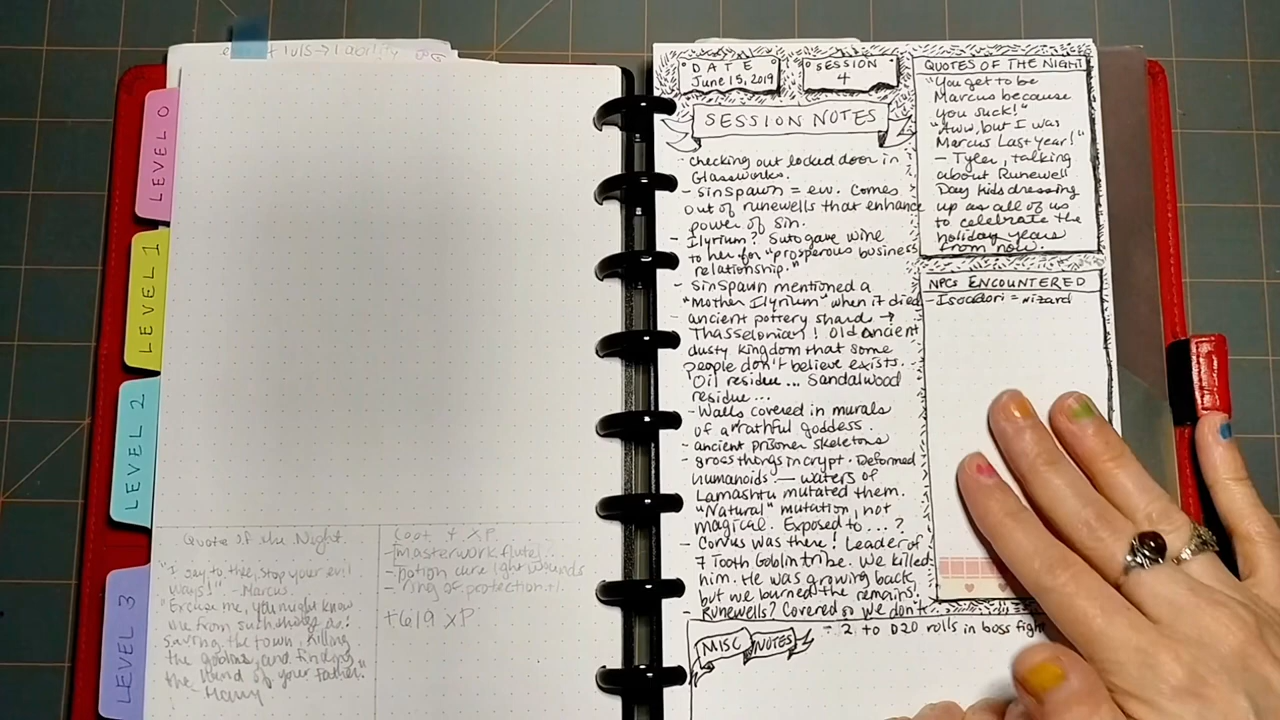 + lvls → 1 ability
LEVEL 0
LEVEL 1
LEVEL 2
LEVEL 3
Quote of the Night
"I say to thee, stop your evil
ways!" - Marcus.
"Excuse me, you might know
me from such as:
saving the town, killing
the goblins, and finding
the hand of your father."
Loot + XP
- masterwork flute!
- potion cure light wounds
- ring of protection +1
+619 XP
DATE
June 15, 2019
SESSION
4
SESSION NOTES
- checking out locked door in
Glassworks.
- sinspawn = ew. Comes
out of runewells that enhance
power of sin.
- Ilyrium? Suto gave wine
to her for "prosperous business
relationship."
- Sinspawn mentioned a
"Mother Ilyrium" when it died
- ancient pottery shard →
Thasselonian! Old ancient
dusty kingdom that some
people don't believe exists.
Oil residue ... Sandalwood
residue ...
- Walls covered in murals
of a wrathful goddess.
- ancient prisoner skeletons
- gross things in crypt. Deformed
humanoids — waters of
Lamashtu mutated them.
"Natural" mutation, not
magical. Exposed to ... ?
- Corvus was there! Leader of
7 Tooth Goblin tribe. We killed
him. He was growing back,
but we burned the remains!
- Runewells? Covered so we don't
QUOTES OF THE NIGHT
"You get to be
Marcus because
you suck!"
"Aww, but I was
Marcus Last year!"
- Tyler, talking
about Runewell
Day kids dressing
up as all of us
to celebrate the
holiday years
from now.
NPCs ENCOUNTERED
- Isocadori = wizard
MISC NOTES
- 2 to D20 rolls in boss fight